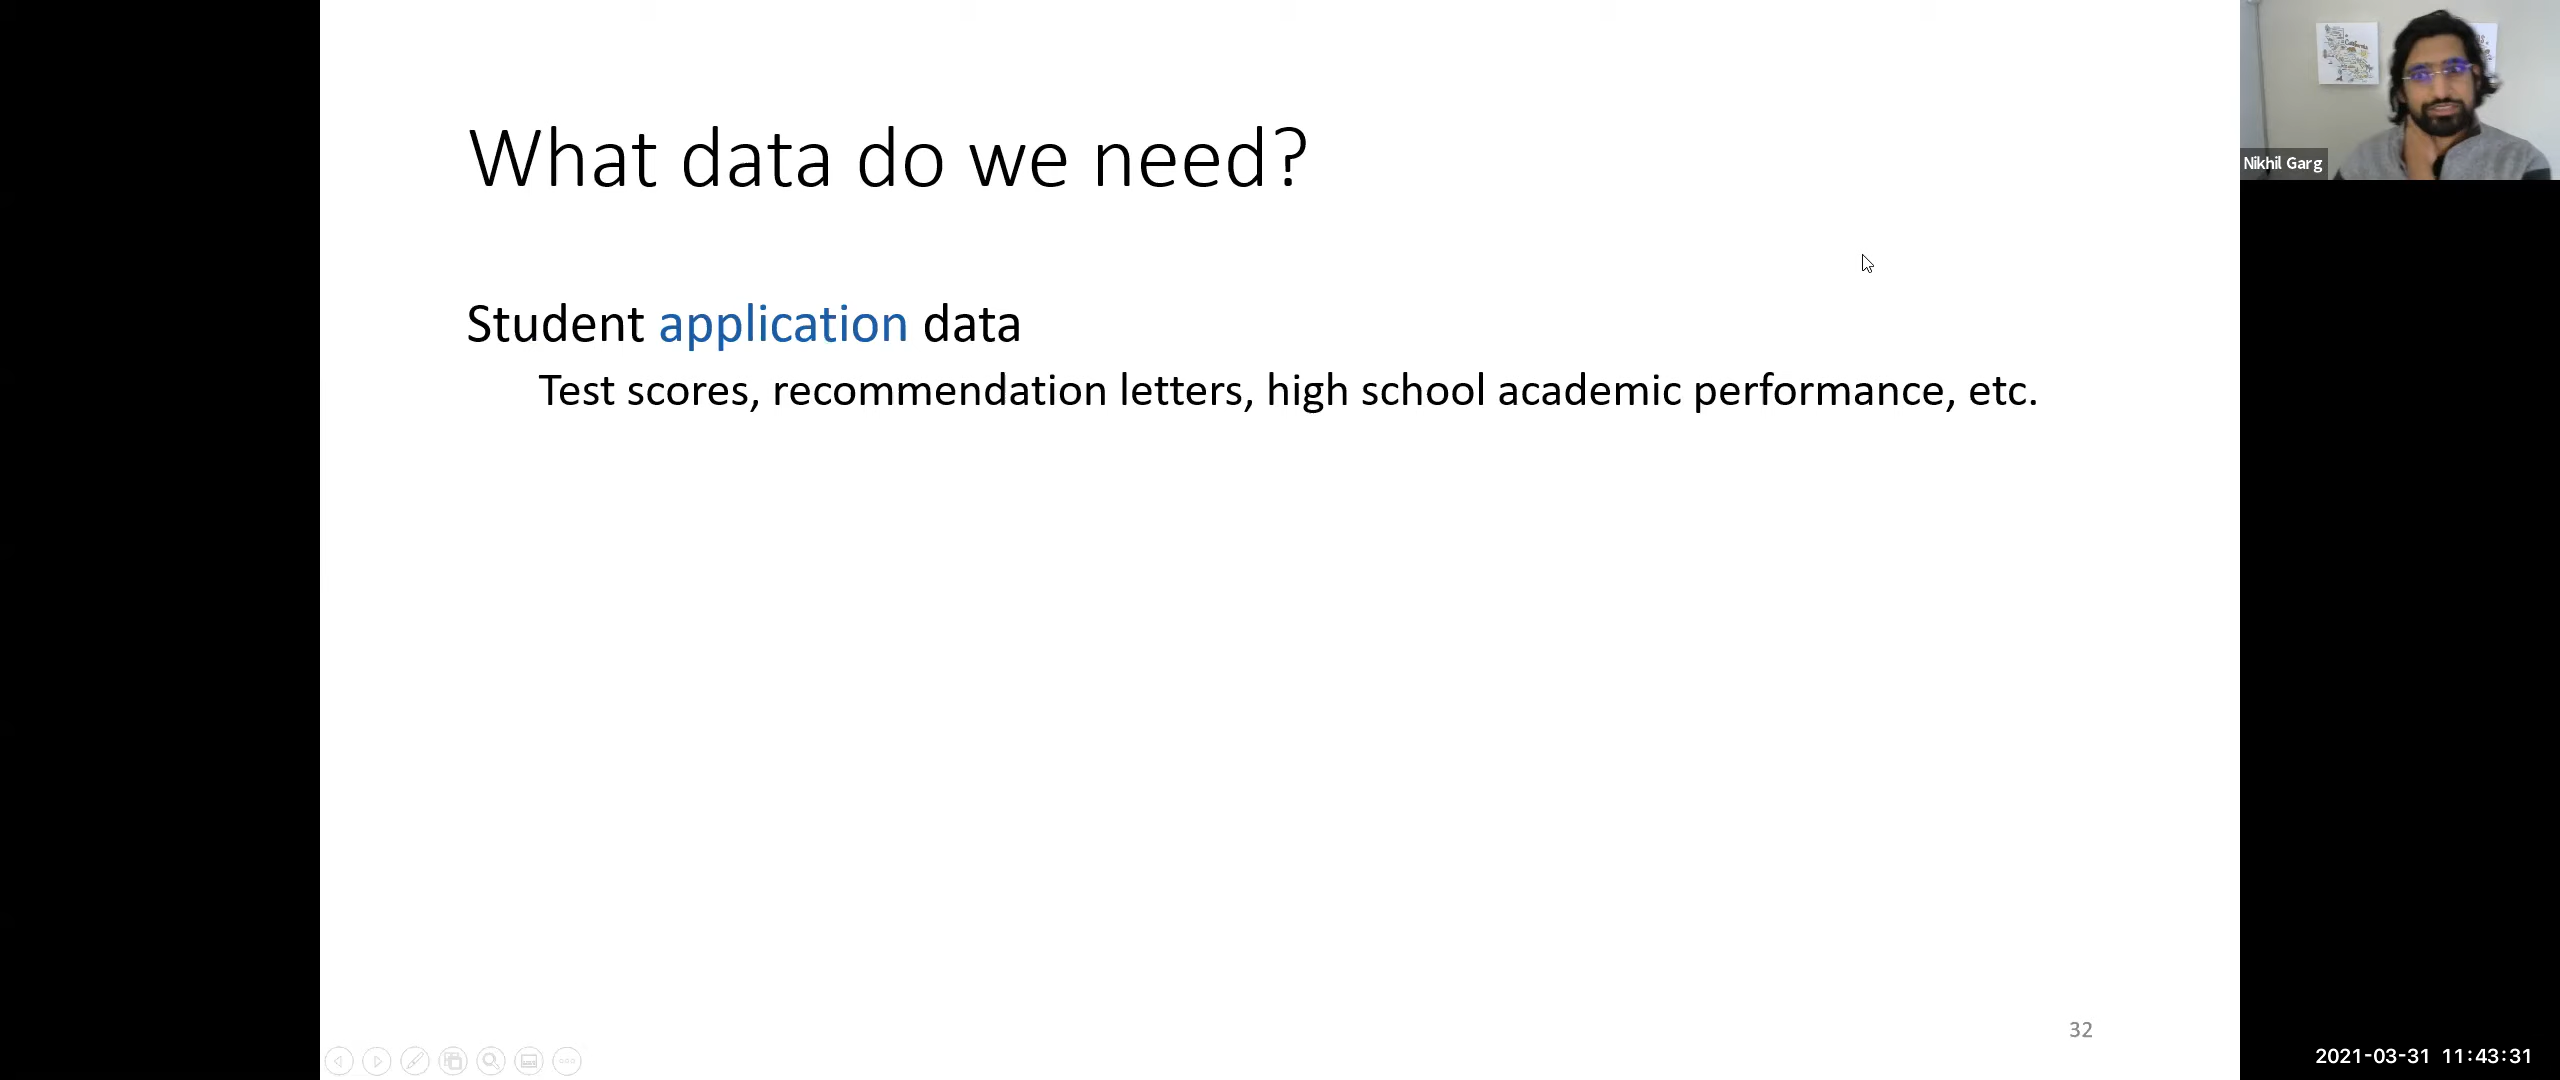 What data do we need?
Nikhil Garg
Student application data
Test scores, recommendation letters, high school academic performance, etc.
32
2021-03-31 11:43:31